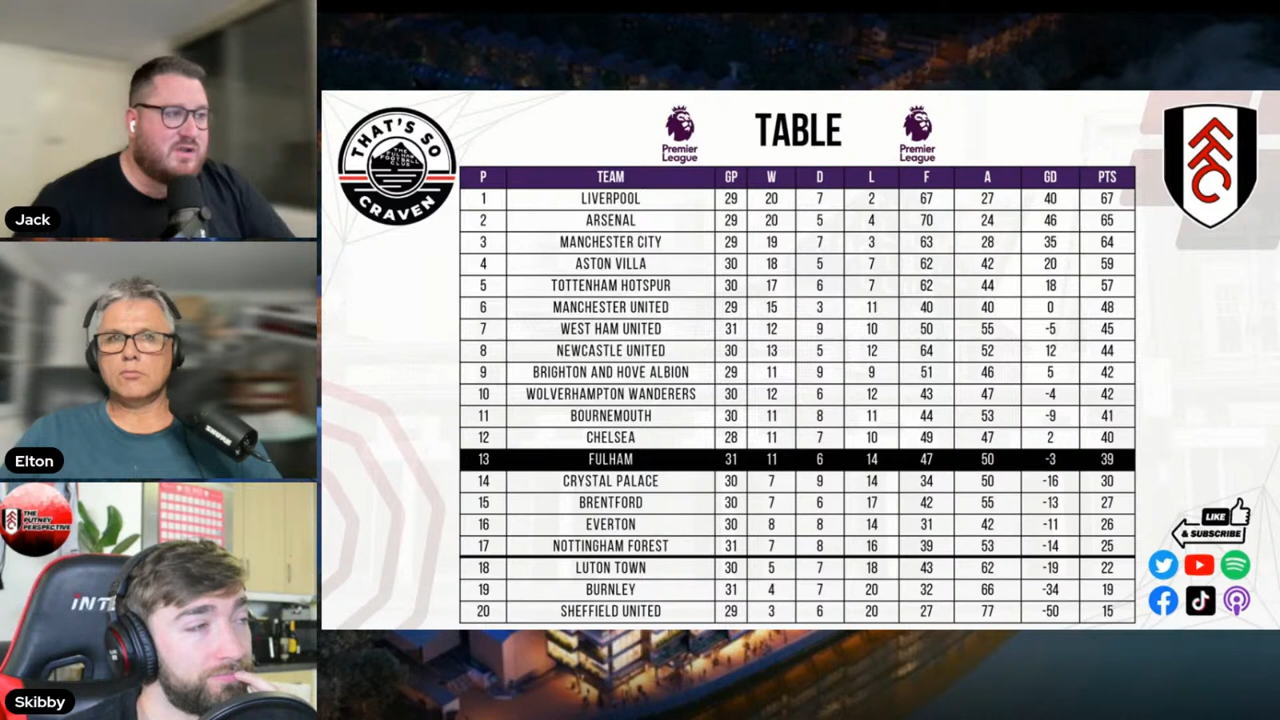 Jack
Elton
THE
PUTNEY
PERSPECTIVE
INT
Skibby
SHURE
THAT'S SO
THE
FULHAM
FOOTBALL
CLUB
CRAVEN
Premier
League
TABLE
Premier
League
FFC
P TEAM GP W D L F A GD PTS
1 LIVERPOOL 29 20 7 2 67 27 40 67
2 ARSENAL 29 20 5 4 70 24 46 65
3 MANCHESTER CITY 29 19 7 3 63 28 35 64
4 ASTON VILLA 30 18 5 7 62 42 20 59
5 TOTTENHAM HOTSPUR 30 17 6 7 62 44 18 57
6 MANCHESTER UNITED 29 15 3 11 40 40 0 48
7 WEST HAM UNITED 31 12 9 10 50 55 -5 45
8 NEWCASTLE UNITED 30 13 5 12 64 52 12 44
9 BRIGHTON AND HOVE ALBION 29 11 9 9 51 46 5 42
10 WOLVERHAMPTON WANDERERS 30 12 6 12 43 47 -4 42
11 BOURNEMOUTH 30 11 8 11 44 53 -9 41
12 CHELSEA 28 11 7 10 49 47 2 40
13 FULHAM 31 11 6 14 47 50 -3 39
14 CRYSTAL PALACE 30 7 9 14 34 50 -16 30
15 BRENTFORD 30 7 6 17 42 55 -13 27
16 EVERTON 30 8 8 14 31 42 -11 26
17 NOTTINGHAM FOREST 31 7 8 16 39 53 -14 25
18 LUTON TOWN 30 5 7 18 43 62 -19 22
19 BURNLEY 31 4 7 20 32 66 -34 19
20 SHEFFIELD UNITED 29 3 6 20 27 77 -50 15
LIKE
& SUBSCRIBE